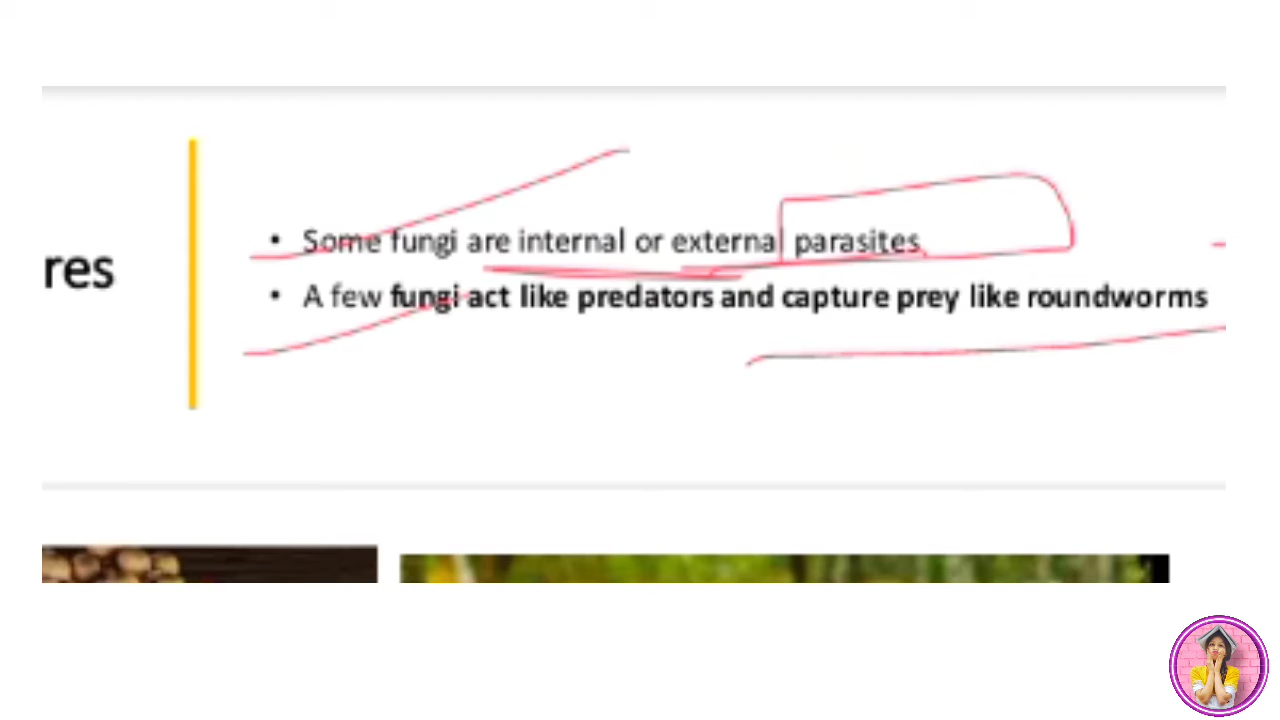 • Some fungi are internal or external parasites
res
• A few fungi act like predators and capture prey like roundworms